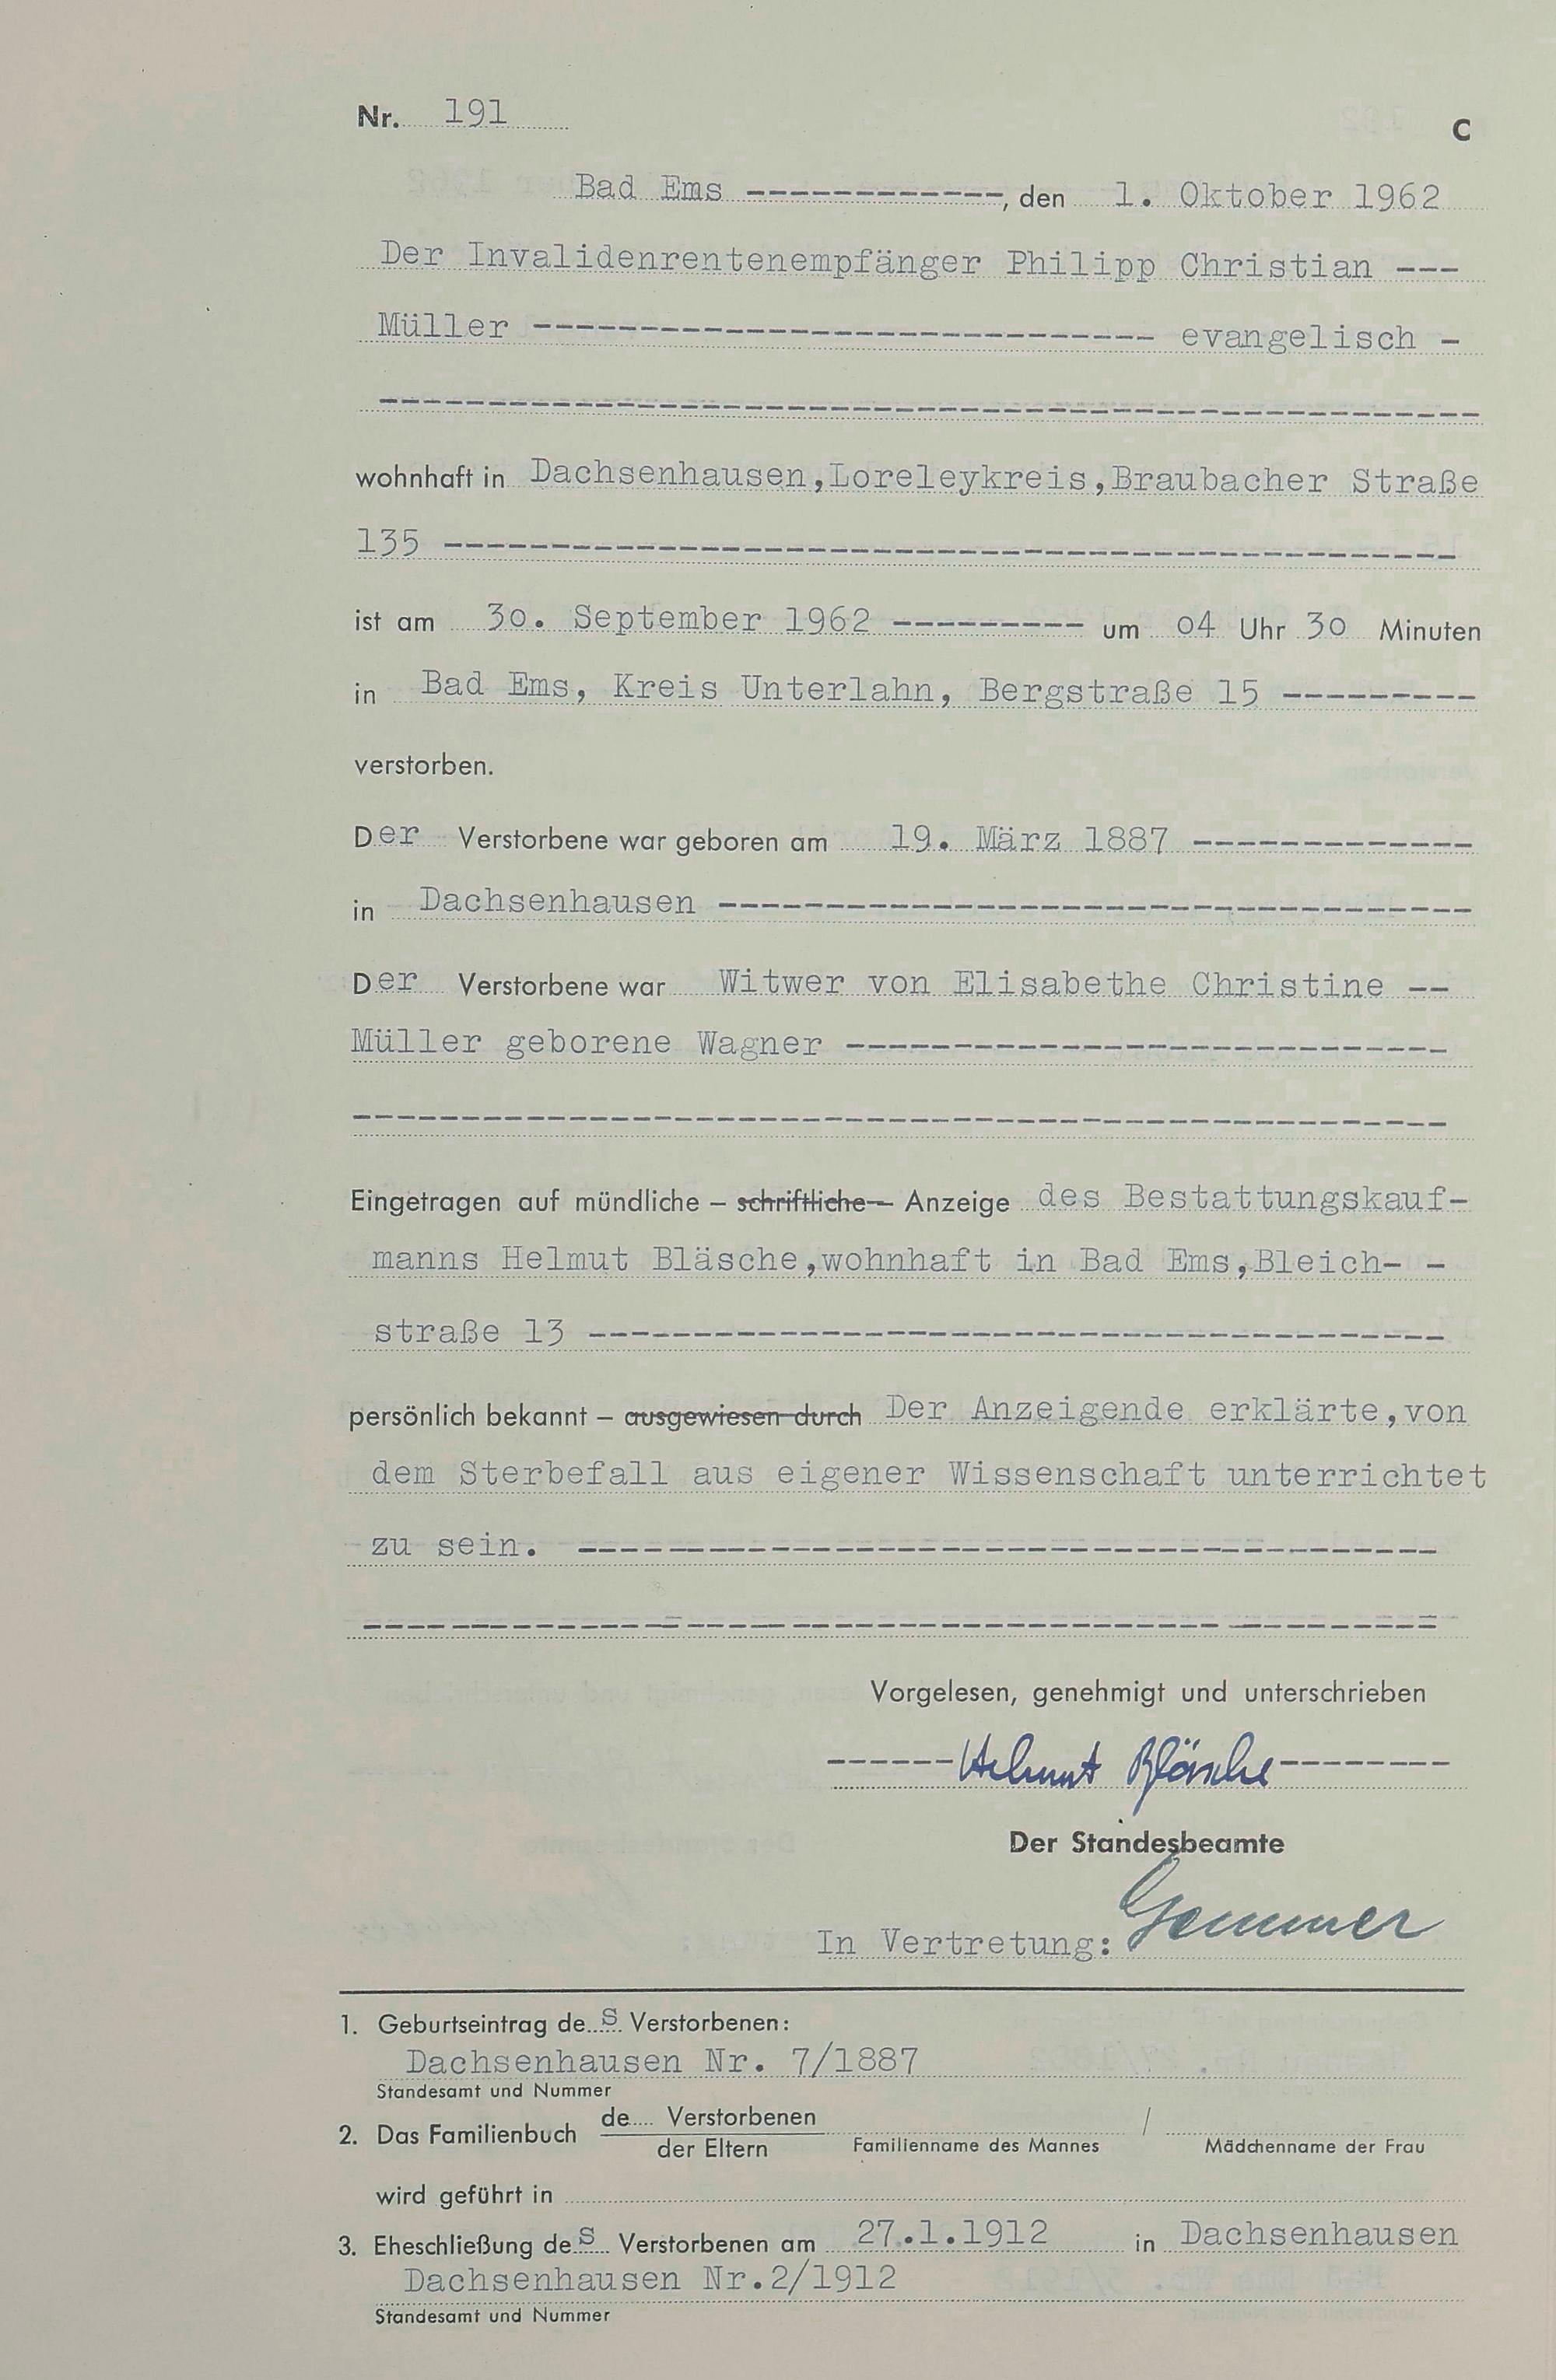 Nr. 191
C
Bad Ems -------------, den 1. Oktober 1962
Der Invalidenrentenempfänger Philipp Christian ---
Müller ----------------------------- evangelisch -
----------------------------------------------------
wohnhaft in Dachsenhausen,Loreleykreis,Braubacher Straße
135 -----------------------------------------------
ist am 30. September 1962 --------- um 04 Uhr 30 Minuten
in Bad Ems, Kreis Unterlahn, Bergstraße 15 ---------
verstorben.
Der Verstorbene war geboren am 19. März 1887 -------------
in Dachsenhausen -----------------------------------
Der Verstorbene war Witwer von Elisabethe Christine --
Müller geborene Wagner ----------------------------
---------------------------------------------------
Eingetragen auf mündliche – schriftliche – Anzeige des Bestattungskauf-
manns Helmut Bläsche,wohnhaft in Bad Ems,Bleich- -
straße 13 ----------------------------------------
persönlich bekannt – ausgewiesen durch Der Anzeigende erklärte,von
dem Sterbefall aus eigener Wissenschaft unterrichtet
zu sein. ----------------------------------------
--------------------------------------------------
Vorgelesen, genehmigt und unterschrieben
------Helmut Bläsche--------
Der Standesbeamte
In Vertretung: Gemmer
1. Geburtseintrag des Verstorbenen:
Dachsenhausen Nr. 7/1887
Standesamt und Nummer
2. Das Familienbuch de.... Verstorbenen / 
der Eltern Familienname des Mannes Mädchenname der Frau
wird geführt in
3. Eheschließung des Verstorbenen am 27.1.1912 in Dachsenhausen
Dachsenhausen Nr.2/1912
Standesamt und Nummer